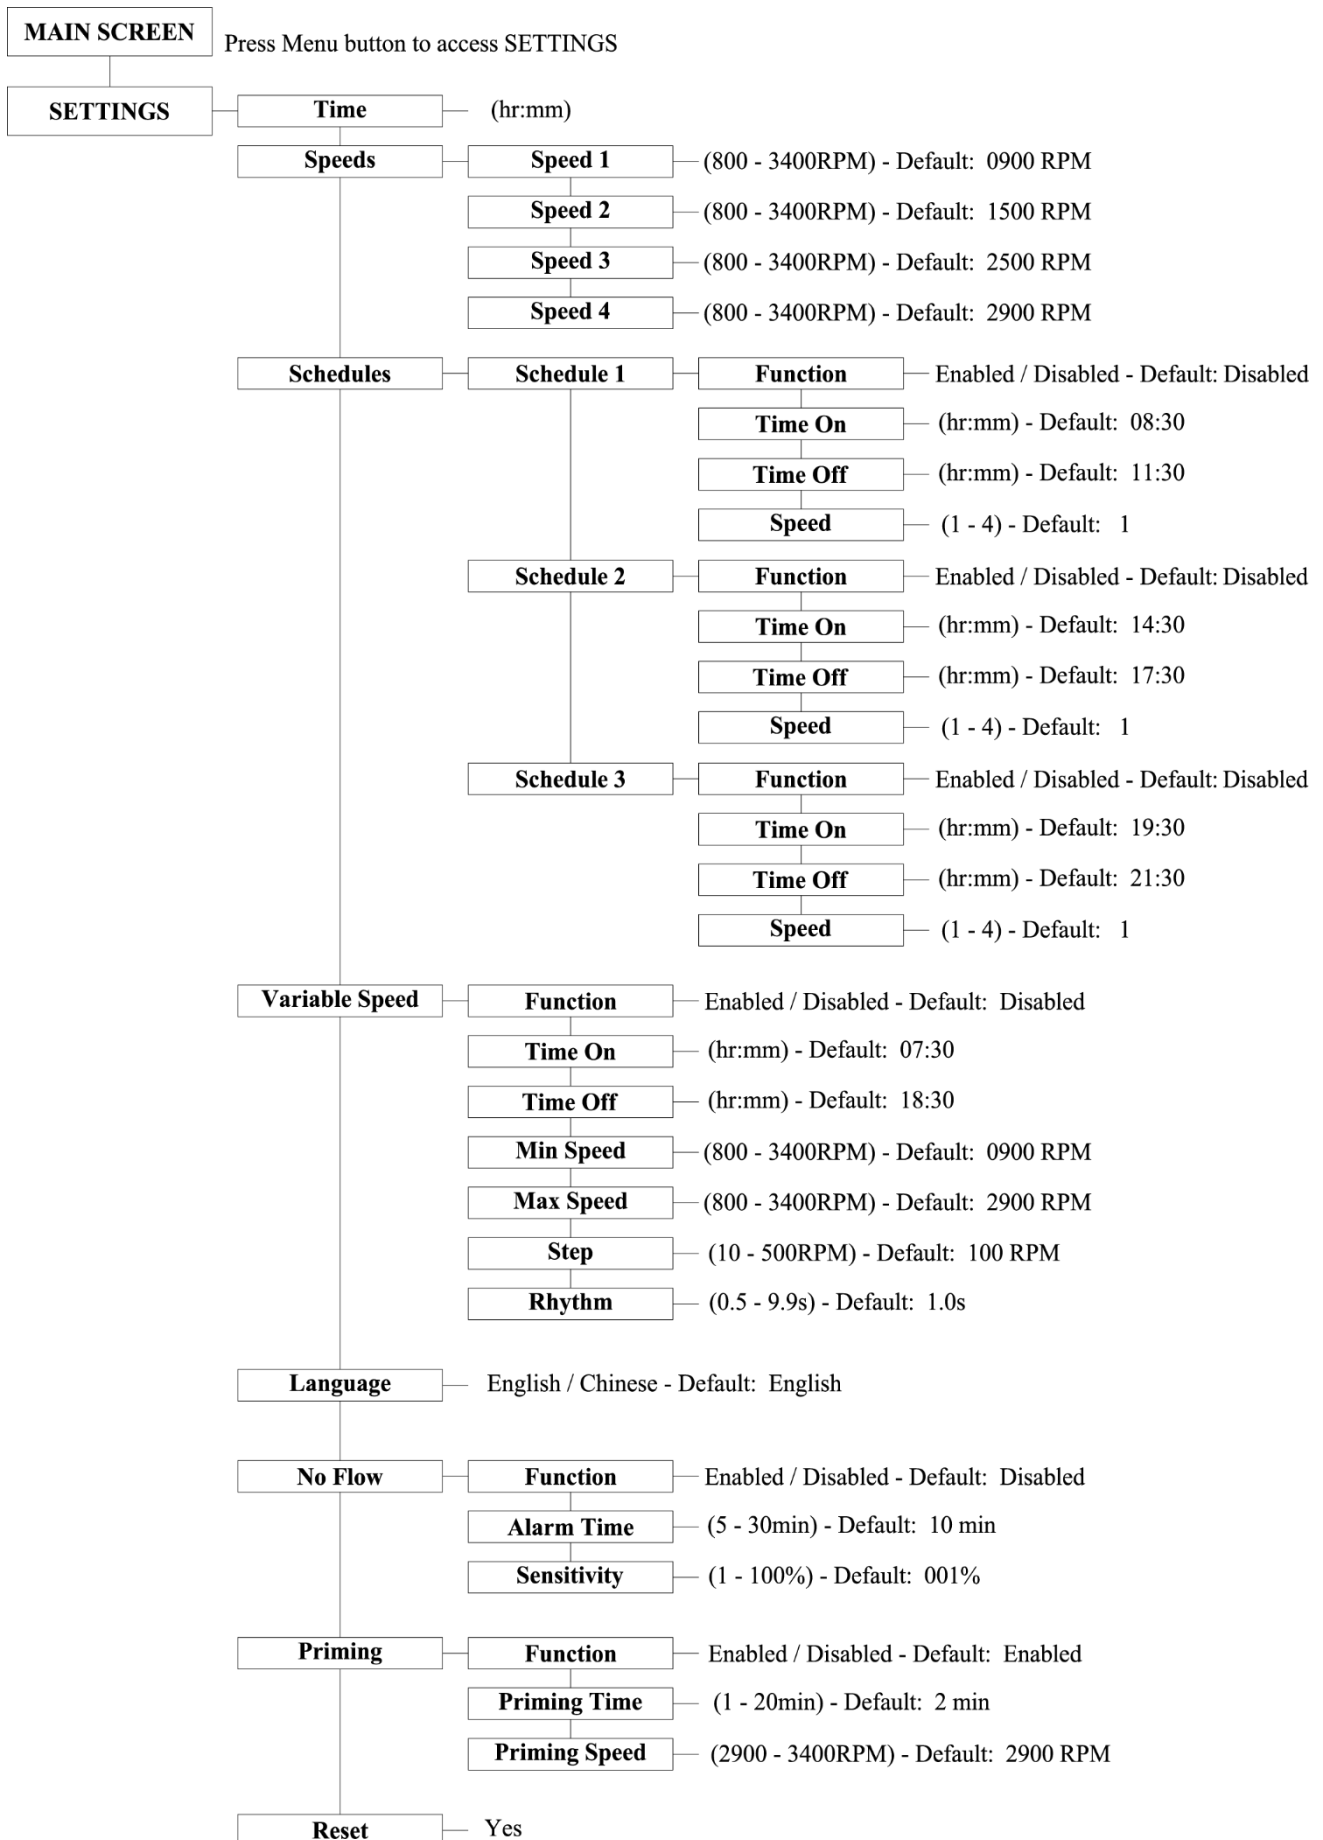 MAIN SCREEN
Press Menu button to access SETTINGS
SETTINGS Time (hr:mm)
Speeds Speed 1 (800 - 3400RPM) - Default: 0900 RPM
Speed 2 (800 - 3400RPM) - Default: 1500 RPM
Speed 3 (800 - 3400RPM) - Default: 2500 RPM
Speed 4 (800 - 3400RPM) - Default: 2900 RPM
Schedules Schedule 1 Function Enabled / Disabled - Default: Disabled
Time On (hr:mm) - Default: 08:30
Time Off (hr:mm) - Default: 11:30
Speed (1 - 4) - Default: 1
Schedule 2 Function Enabled / Disabled - Default: Disabled
Time On (hr:mm) - Default: 14:30
Time Off (hr:mm) - Default: 17:30
Speed (1 - 4) - Default: 1
Schedule 3 Function Enabled / Disabled - Default: Disabled
Time On (hr:mm) - Default: 19:30
Time Off (hr:mm) - Default: 21:30
Speed (1 - 4) - Default: 1
Variable Speed Function Enabled / Disabled - Default: Disabled
Time On (hr:mm) - Default: 07:30
Time Off (hr:mm) - Default: 18:30
Min Speed (800 - 3400RPM) - Default: 0900 RPM
Max Speed (800 - 3400RPM) - Default: 2900 RPM
Step (10 - 500RPM) - Default: 100 RPM
Rhythm (0.5 - 9.9s) - Default: 1.0s
Language English / Chinese - Default: English
No Flow Function Enabled / Disabled - Default: Disabled
Alarm Time (5 - 30min) - Default: 10 min
Sensitivity (1 - 100%) - Default: 001%
Priming Function Enabled / Disabled - Default: Enabled
Priming Time (1 - 20min) - Default: 2 min
Priming Speed (2900 - 3400RPM) - Default: 2900 RPM
Reset Yes